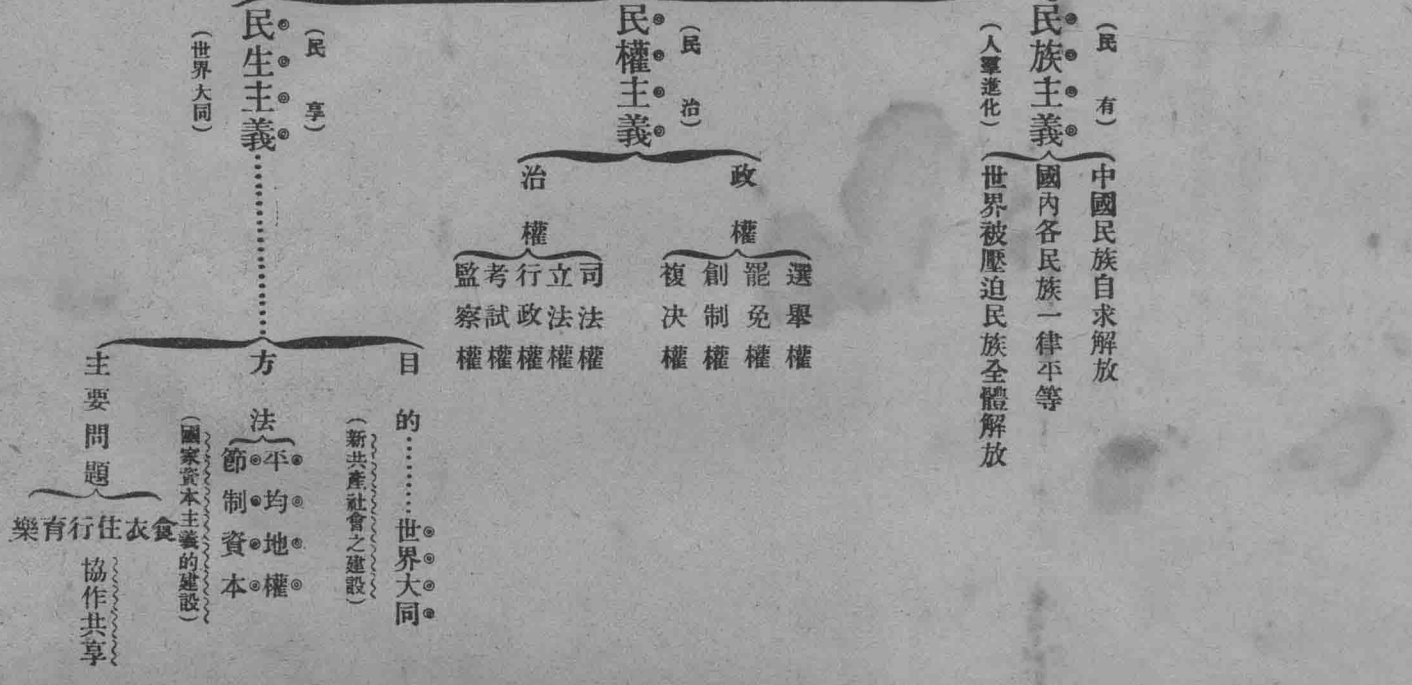 （民有）
民族主義
（人羣進化）
中國民族自求解放
國內各民族一律平等
世界被壓迫民族全體解放
（民治）
民權主義
政權
選舉權
罷免權
創制權
複决權
治權
司法權
立法權
行政權
考試權
監察權
（民享）
民生主義
（世界大同）
目的
世界大同
（新共產社會之建設）
方法
平均地權
節制資本
（國家資本主義的建設）
主要問題
食衣住行育樂
協作共享